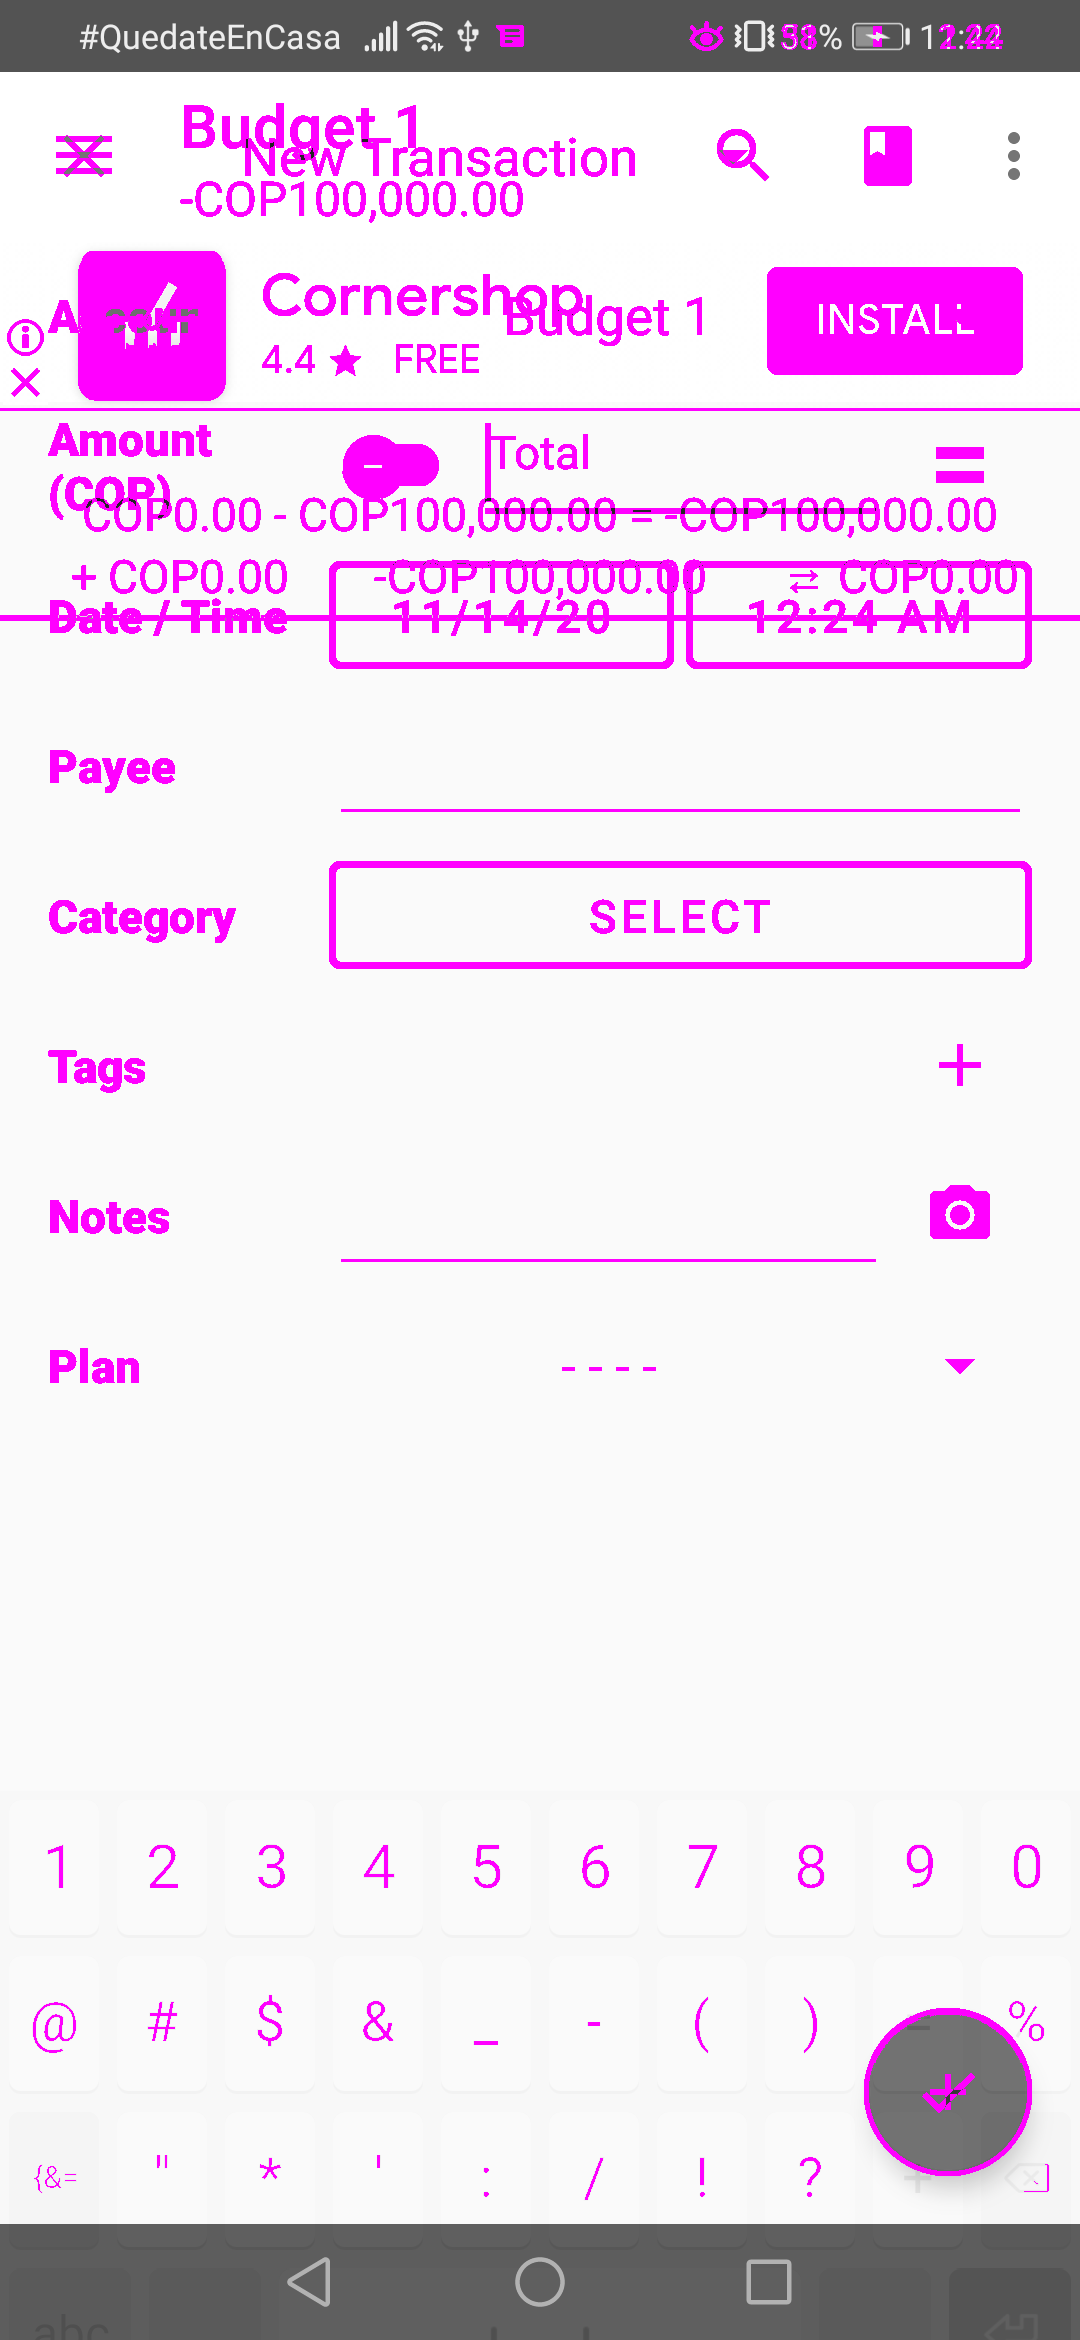 #QuedateEnCasa
Budget 1
New Transaction
-COP100,000.00
Cornershop
Budget 1
INSTALL
4.4 ★ FREE
Amount
(COP)
Total
COP0.00 - COP100,000.00 = -COP100,000.00
+ COP0.00 -COP100,000.00 ⇄ COP0.00
Date / Time 11/14/20 12:24 AM
Payee
Category SELECT
Tags +
Notes
Plan ----
1 2 3 4 5 6 7 8 9 0
@ # $ & _ - ( ) = %
{&= " * ' : / ! ? +
abc